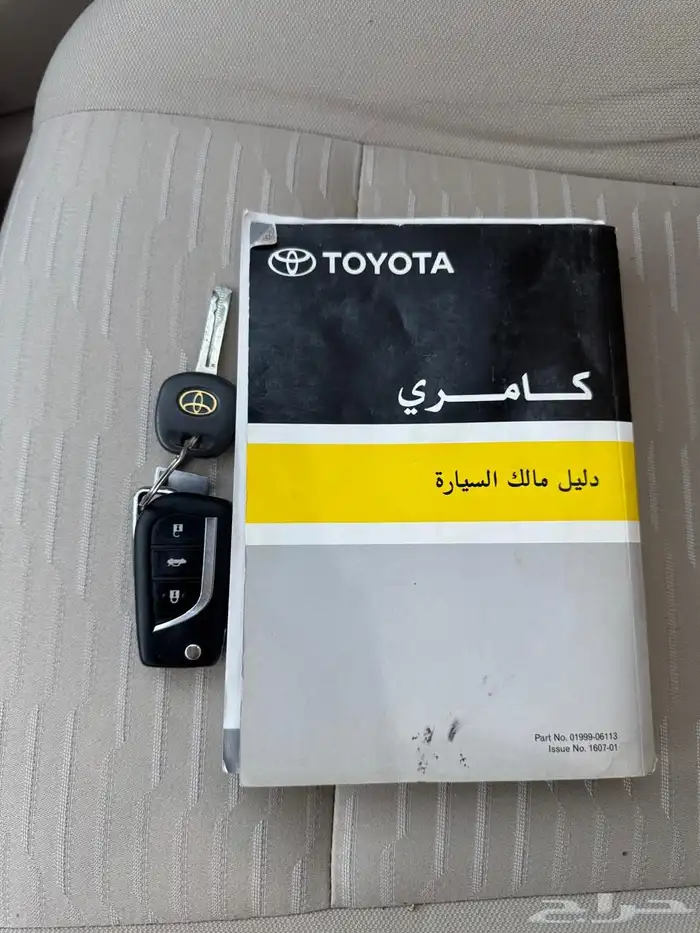 TOYOTA
كامري
دليل مالك السيارة
Part No. 01999-06113
Issue No. 1607-01
حراج